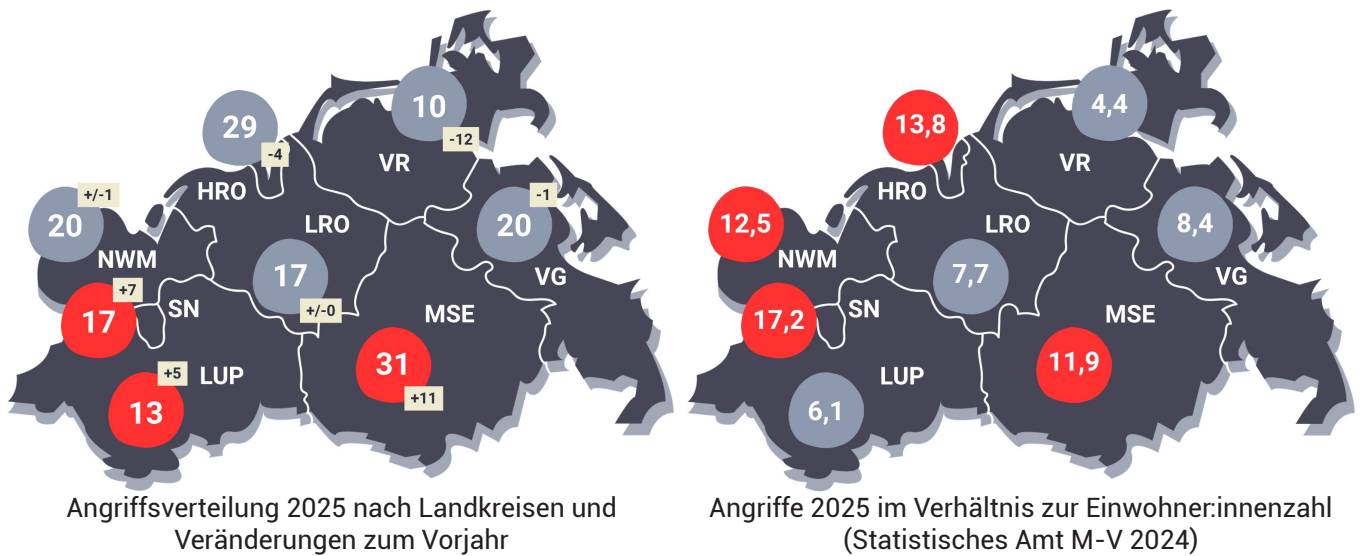 10
-12
29
-4
VR
HRO
+/-1
20
-1
20
LRO
NWM
VG
17
+/-0
+7
17
SN
MSE
31
+11
LUP
+5
13
Angriffsverteilung 2025 nach Landkreisen und
Veränderungen zum Vorjahr
4,4
13,8
VR
HRO
12,5
8,4
LRO
NWM
VG
7,7
17,2
SN
MSE
11,9
LUP
6,1
Angriffe 2025 im Verhältnis zur Einwohner:innenzahl
(Statistisches Amt M-V 2024)